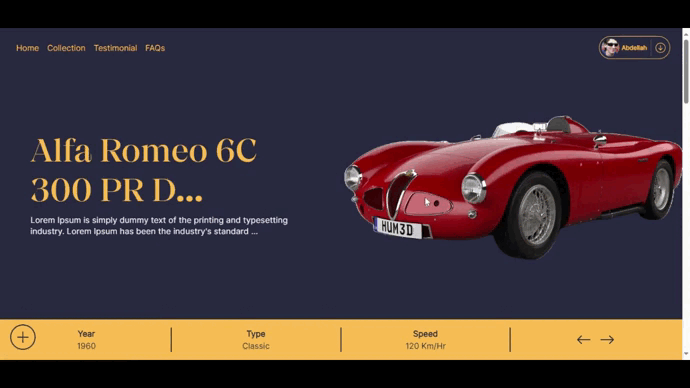 Home Collection Testimonial FAQs
Abdellah
Alfa Romeo 6C
300 PR D...
Lorem Ipsum is simply dummy text of the printing and typesetting
industry. Lorem Ipsum has been the industry's standard ...
HUM3D
Year Type Speed
1960 Classic 120 Km/Hr